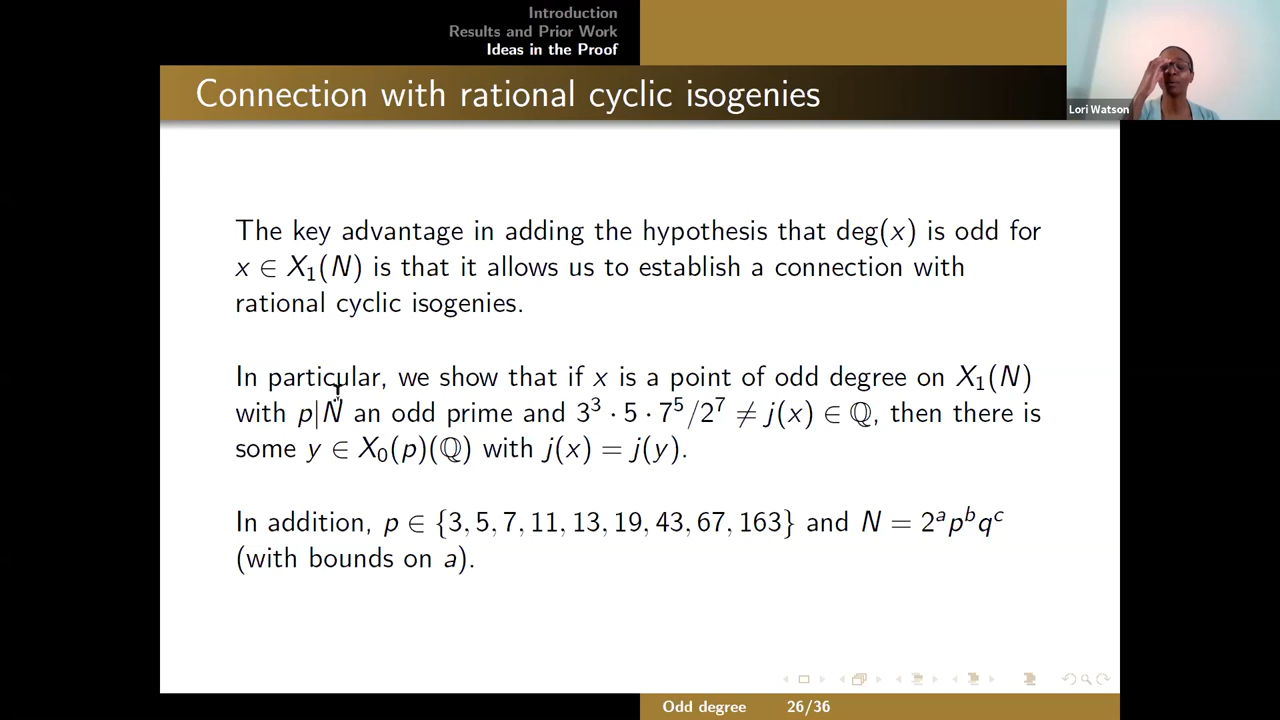 Introduction
Results and Prior Work
Ideas in the Proof
Connection with rational cyclic isogenies
Lori Watson
The key advantage in adding the hypothesis that deg(x) is odd for
x ∈ X₁(N) is that it allows us to establish a connection with
rational cyclic isogenies.
In particular, we show that if x is a point of odd degree on X₁(N)
with p|N an odd prime and 3³ · 5 · 7⁵/2⁷ ≠ j(x) ∈ ℚ, then there is
some y ∈ X₀(p)(ℚ) with j(x) = j(y).
In addition, p ∈ {3, 5, 7, 11, 13, 19, 43, 67, 163} and N = 2ᵃpᵇqᶜ
(with bounds on a).
Odd degree 26/36